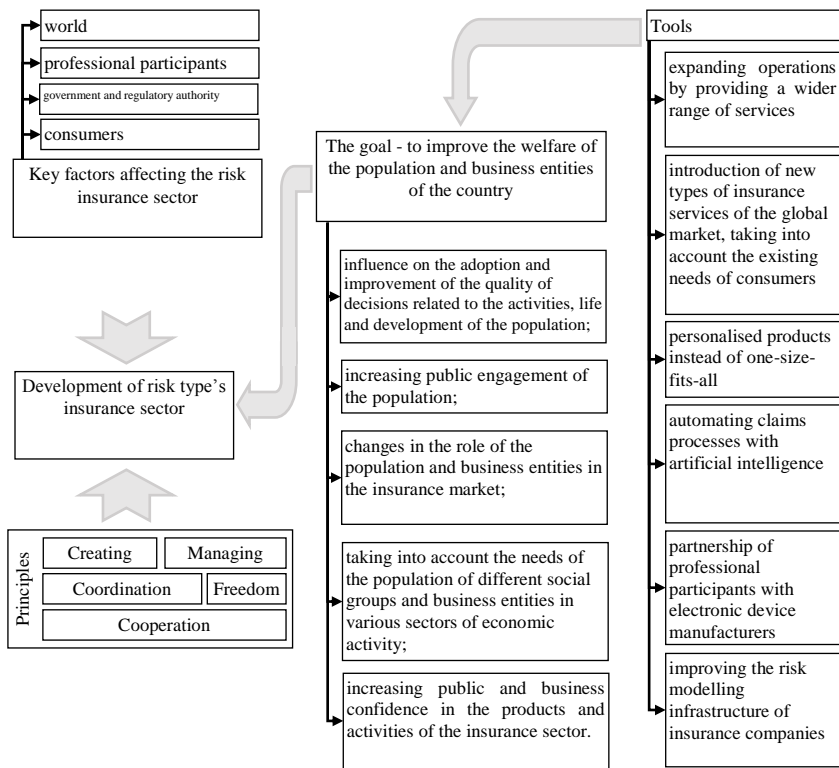 world
professional participants
government and regulatory authority
consumers
Key factors affecting the risk
insurance sector
Development of risk type's
insurance sector
Principles
Creating
Managing
Coordination
Freedom
Cooperation
The goal - to improve the welfare of
the population and business entities
of the country
influence on the adoption and
improvement of the quality of
decisions related to the activities, life
and development of the population;
increasing public engagement of
the population;
changes in the role of the
population and business entities in
the insurance market;
taking into account the needs of
the population of different social
groups and business entities in
various sectors of economic
activity;
increasing public and business
confidence in the products and
activities of the insurance sector.
Tools
expanding operations
by providing a wider
range of services
introduction of new
types of insurance
services of the global
market, taking into
account the existing
needs of consumers
personalised products
instead of one-size-
fits-all
automating claims
processes with
artificial intelligence
partnership of
professional
participants with
electronic device
manufacturers
improving the risk
modelling
infrastructure of
insurance companies